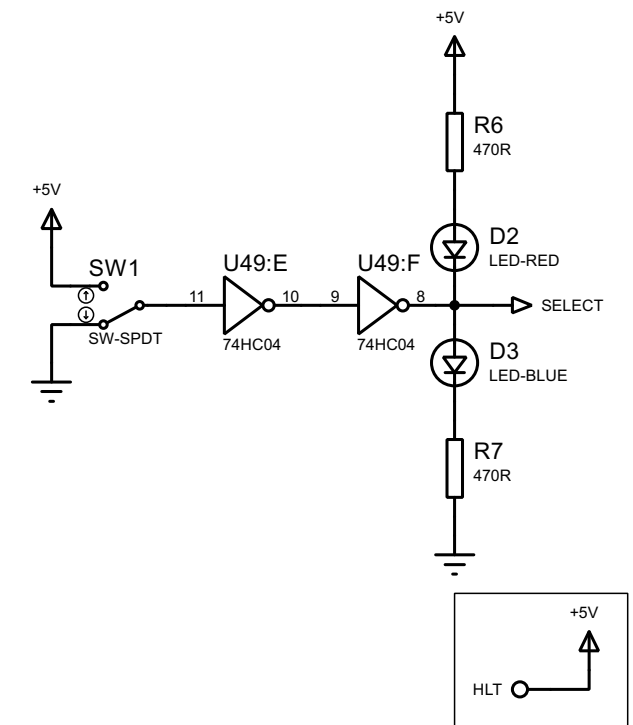 +5V
R6
470R
+5V
D2
LED-RED
SW1
U49:E
U49:F
11
10
9
8
SELECT
SW-SPDT
74HC04
74HC04
D3
LED-BLUE
R7
470R
+5V
HLT